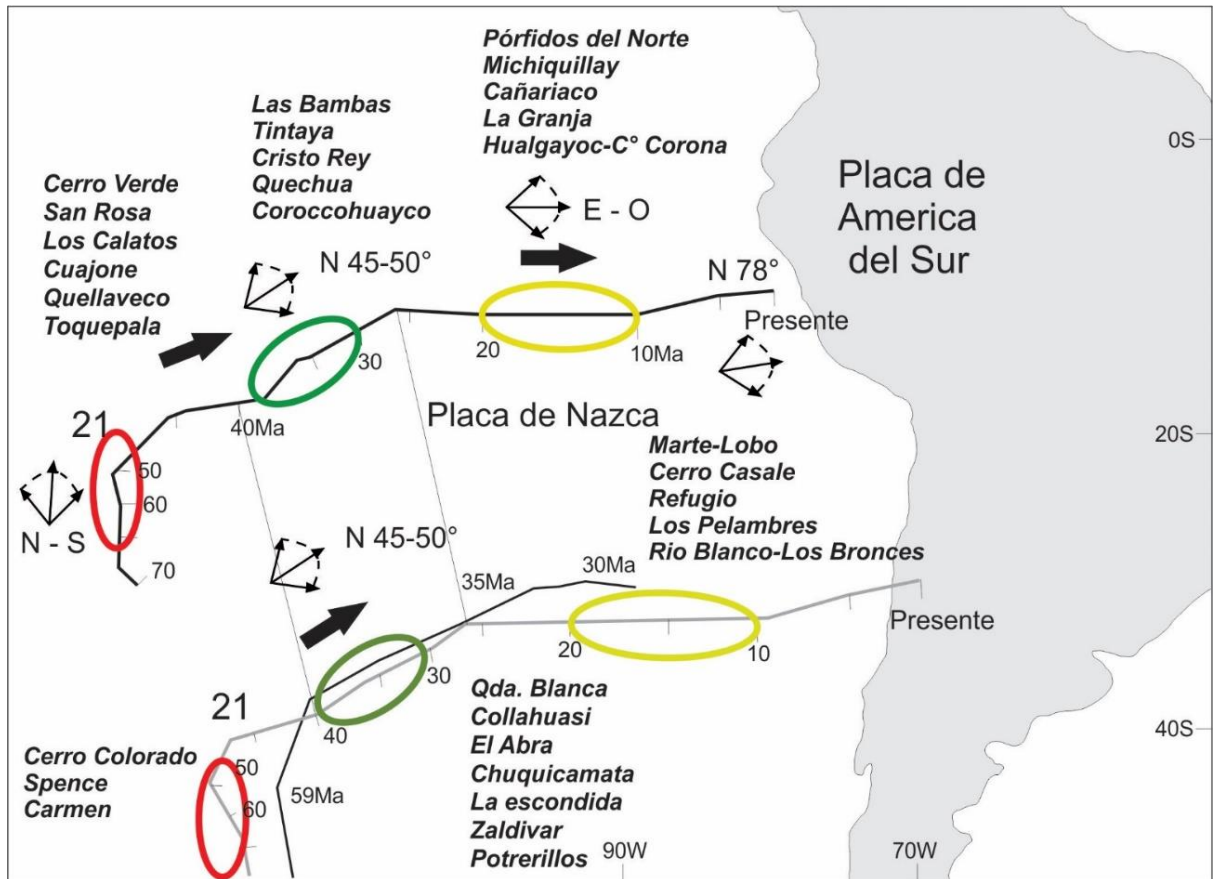 Pórfidos del Norte
Michiquillay
Cañariaco
La Granja
Hualgayoc-C° Corona
Las Bambas
Tintaya
Cristo Rey
Quechua
Coroccohuayco
Cerro Verde
San Rosa
Los Calatos
Cuajone
Quellaveco
Toquepala
0S
Placa de
America
del Sur
E - O
N 45-50°
N 78°
Presente
20
10Ma
30
40Ma
Placa de Nazca
21
50
60
70
N - S
20S
Marte-Lobo
Cerro Casale
Refugio
Los Pelambres
Rio Blanco-Los Bronces
N 45-50°
35Ma
30Ma
Presente
20
10
30
40
21
Qda. Blanca
Collahuasi
El Abra
Chuquicamata
La escondida
Zaldivar
Potrerillos
40S
Cerro Colorado
Spence
Carmen
50
60
59Ma
90W
70W